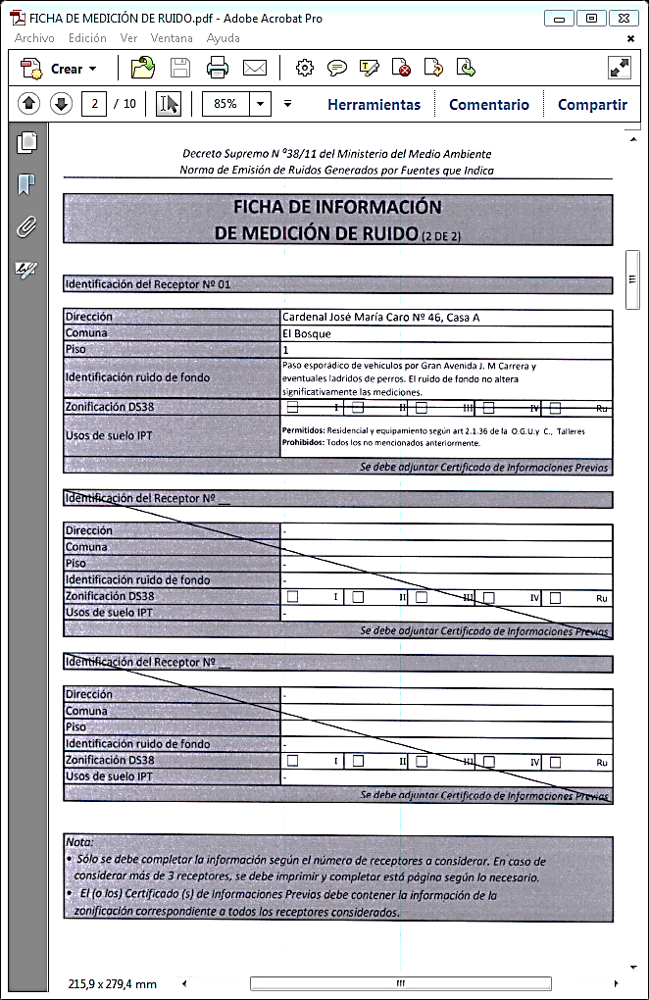 FICHA DE MEDICIÓN DE RUIDO.pdf - Adobe Acrobat Pro
Archivo Edición Ver Ventana Ayuda
Crear
2 / 10 85% Herramientas Comentario Compartir
Decreto Supremo N º38/11 del Ministerio del Medio Ambiente
Norma de Emisión de Ruidos Generados por Fuentes que Indica
FICHA DE INFORMACIÓN
DE MEDICIÓN DE RUIDO (2 DE 2)
Identificación del Receptor Nº 01
Dirección Cardenal José María Caro Nº 46, Casa A
Comuna El Bosque
Piso 1
Identificación ruido de fondo Paso esporádico de vehículos por Gran Avenida J. M Carrera y
eventuales ladridos de perros. El ruido de fondo no altera
significativamente las mediciones.
Zonificación DS38 I II III IV Ru
Usos de suelo IPT Permitidos: Residencial y equipamiento según art 2.1.36 de la O.G.U.y C., Talleres
Prohibidos: Todos los no mencionados anteriormente.
Se debe adjuntar Certificado de Informaciones Previas
Identificación del Receptor Nº __
Dirección -
Comuna -
Piso -
Identificación ruido de fondo -
Zonificación DS38 I II III IV Ru
Usos de suelo IPT -
Se debe adjuntar Certificado de Informaciones Previas
Identificación del Receptor Nº __
Dirección -
Comuna
Piso
Identificación ruido de fondo -
Zonificación DS38 I II III IV Ru
Usos de suelo IPT -
Se debe adjuntar Certificado de Informaciones Previas
Nota:
• Sólo se debe completar la información según el número de receptores a considerar. En caso de
considerar más de 3 receptores, se debe imprimir y completar está página según lo necesario.
• El (o los) Certificado (s) de Informaciones Previas debe contener la información de la
zonificación correspondiente a todos los receptores considerados.
215,9 x 279,4 mm